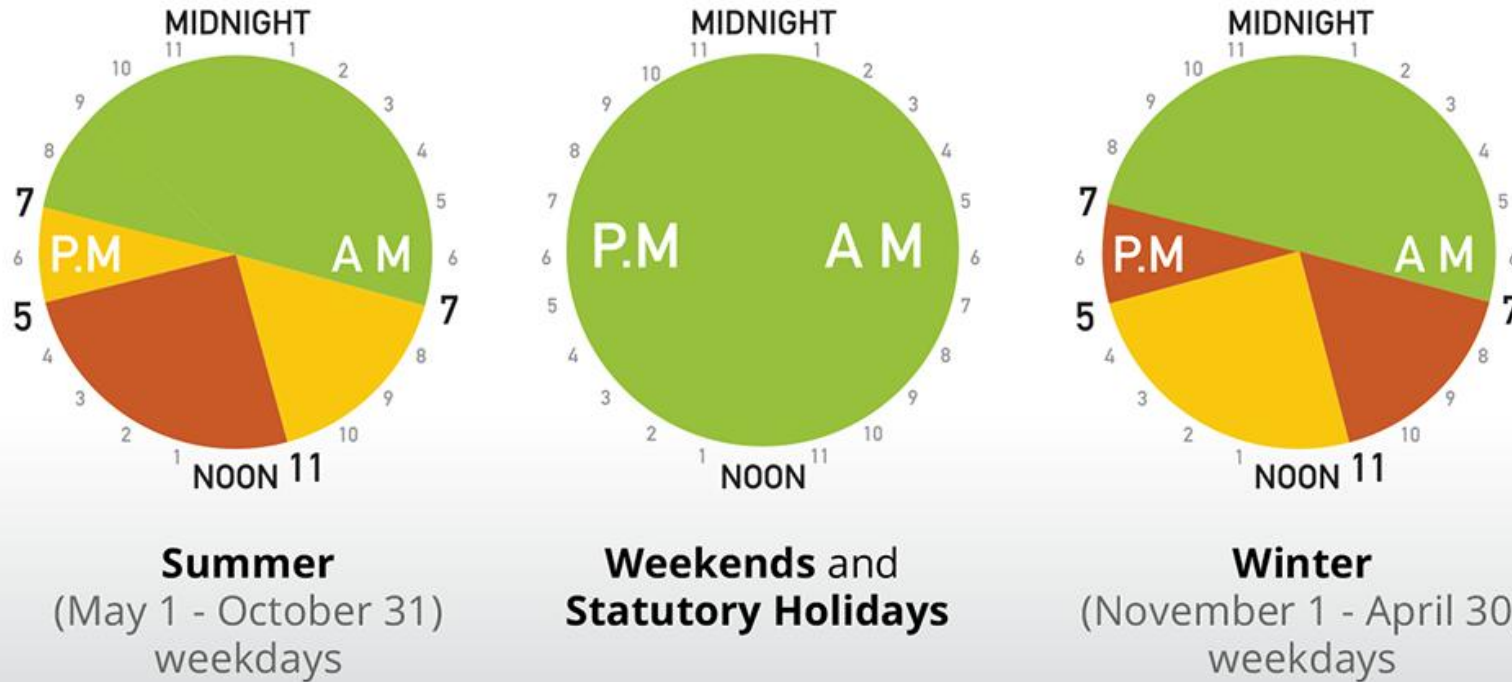 MIDNIGHT
11 1
10 2
9 3
8 4
7 5
P.M A M
6 6
5 7
4 8
3 9
2 10
1 NOON 11
Summer
(May 1 - October 31)
weekdays
MIDNIGHT
11 1
10 2
9 3
8 4
7 5
P.M A M
6 6
5 7
4 8
3 9
2 10
1 11
NOON
Weekends and
Statutory Holidays
MIDNIGHT
11 1
10 2
9 3
8 4
7 5
P.M A M
6
5 7
4 8
3 9
2 10
1 NOON 11
Winter
(November 1 - April 30
weekdays